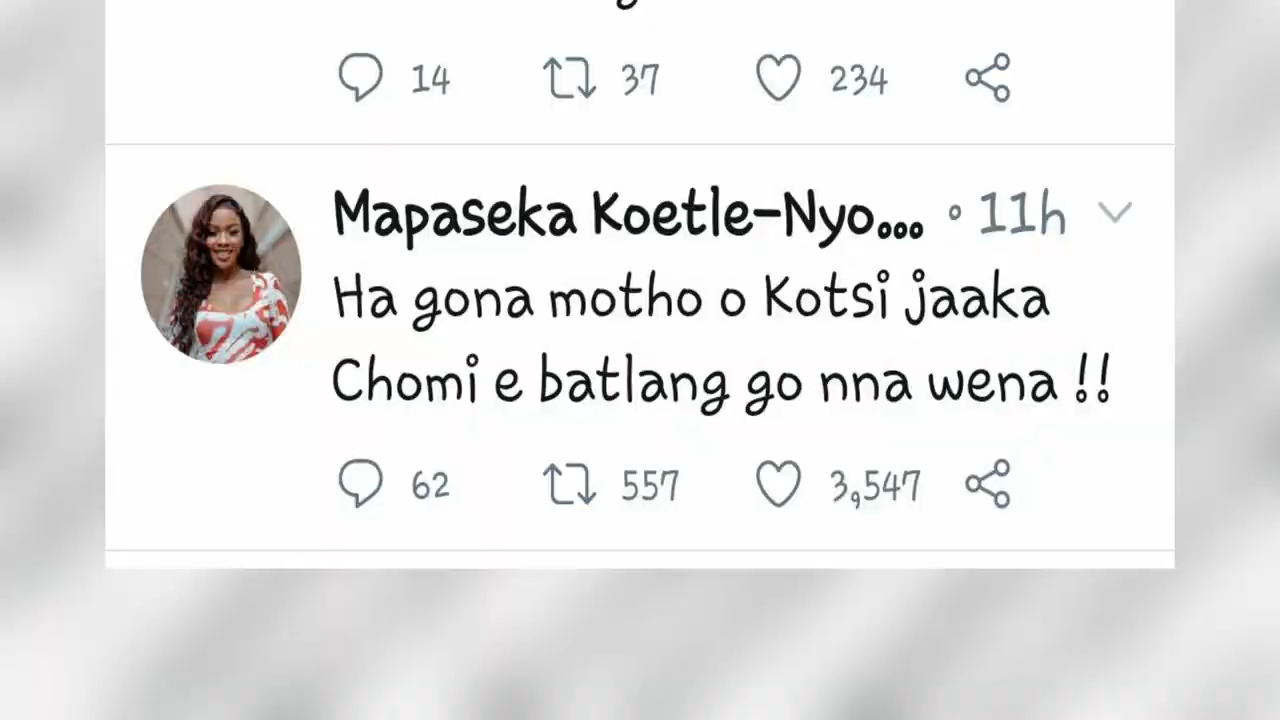 14 37 234
Mapaseka Koetle-Nyo... • 11h
Ha gona motho o Kotsi jaaka
Chomi e batlang go nna wena !!
62 557 3,547